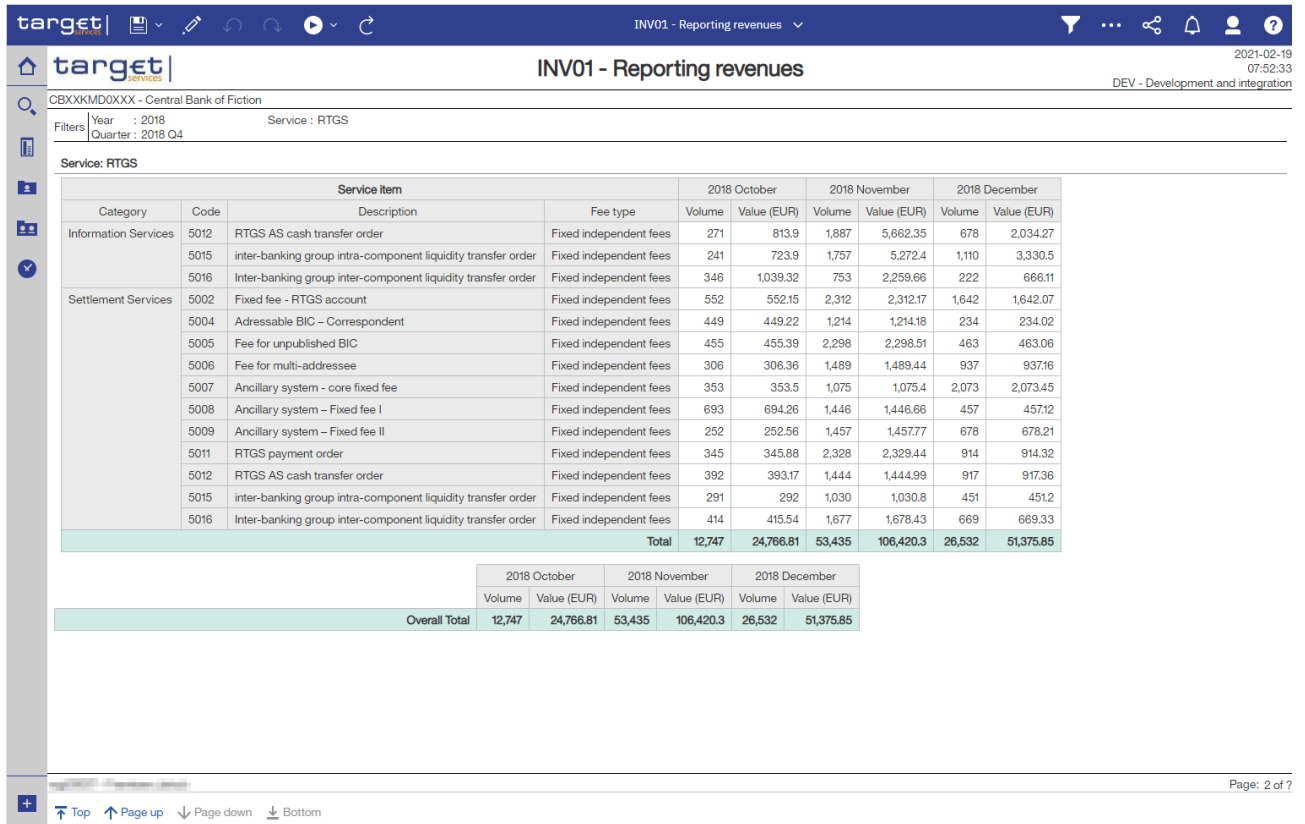 target| services INV01 - Reporting revenues
target| services INV01 - Reporting revenues 2021-02-19
07:52:33
DEV - Development and integration
CBXXKMD0XXX - Central Bank of Fiction
Filters Year : 2018 Service : RTGS
Quarter : 2018 Q4
Service: RTGS
Service item 2018 October 2018 November 2018 December
Category Code Description Fee type Volume Value (EUR) Volume Value (EUR) Volume Value (EUR)
Information Services 5012 RTGS AS cash transfer order Fixed independent fees 271 813.9 1,887 5,662.35 678 2,034.27
5015 inter-banking group intra-component liquidity transfer order Fixed independent fees 241 723.9 1,757 5,272.4 1,110 3,330.5
5016 Inter-banking group inter-component liquidity transfer order Fixed independent fees 346 1,039.32 753 2,259.66 222 666.11
Settlement Services 5002 Fixed fee - RTGS account Fixed independent fees 552 552.15 2,312 2,312.17 1,642 1,642.07
5004 Adressable BIC – Correspondent Fixed independent fees 449 449.22 1,214 1,214.18 234 234.02
5005 Fee for unpublished BIC Fixed independent fees 455 455.39 2,298 2,298.51 463 463.06
5006 Fee for multi-addressee Fixed independent fees 306 306.36 1,489 1,489.44 937 937.16
5007 Ancillary system - core fixed fee Fixed independent fees 353 353.5 1,075 1,075.4 2,073 2,073.45
5008 Ancillary system – Fixed fee I Fixed independent fees 693 694.26 1,446 1,446.66 457 457.12
5009 Ancillary system – Fixed fee II Fixed independent fees 252 252.56 1,457 1,457.77 678 678.21
5011 RTGS payment order Fixed independent fees 345 345.88 2,328 2,329.44 914 914.32
5012 RTGS AS cash transfer order Fixed independent fees 392 393.17 1,444 1,444.99 917 917.36
5015 inter-banking group intra-component liquidity transfer order Fixed independent fees 291 292 1,030 1,030.8 451 451.2
5016 Inter-banking group inter-component liquidity transfer order Fixed independent fees 414 415.54 1,677 1,678.43 669 669.33
Total 12,747 24,766.81 53,435 106,420.3 26,532 51,375.85
2018 October 2018 November 2018 December
Volume Value (EUR) Volume Value (EUR) Volume Value (EUR)
Overall Total 12,747 24,766.81 53,435 106,420.3 26,532 51,375.85
Page: 2 of ?
Top Page up Page down Bottom